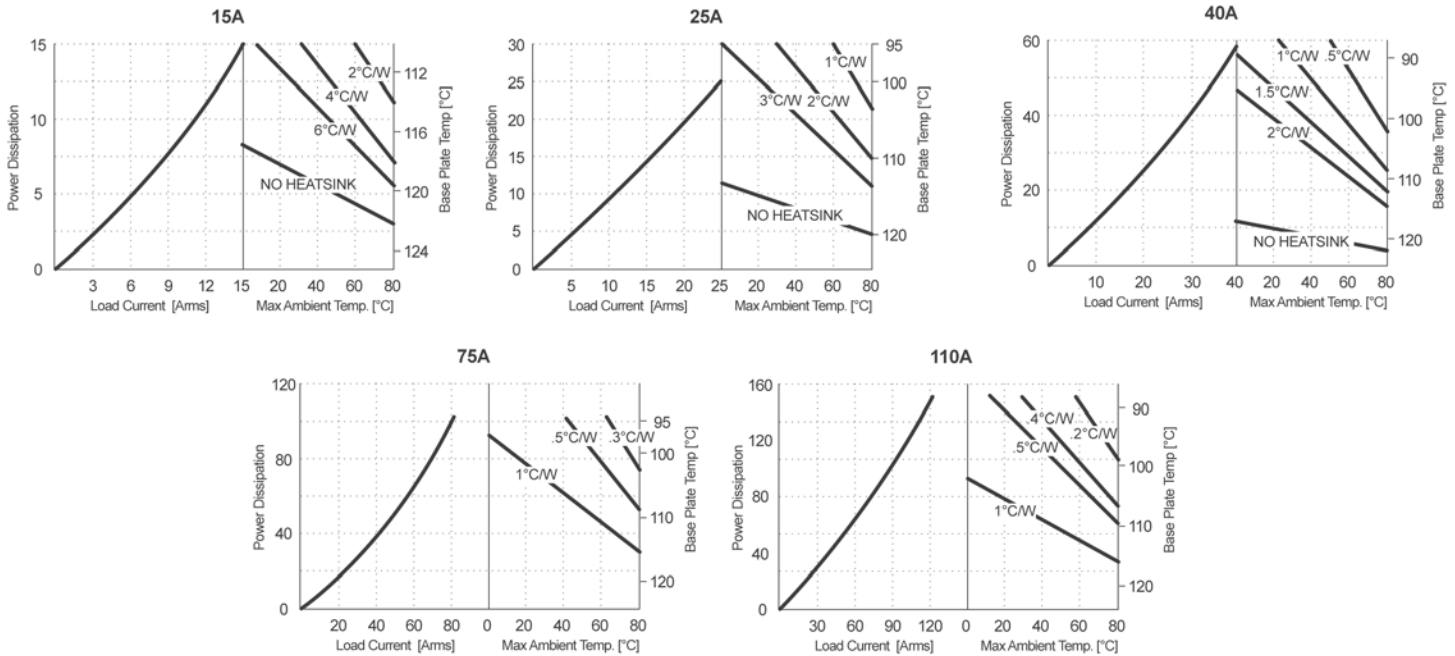 15A
15
10
5
0
Power Dissipation
3 6 9 12 15
Load Current [Arms]
20 40 60 80
Max Ambient Temp. [°C]
2°C/W
4°C/W
6°C/W
NO HEATSINK
112
116
120
124
Base Plate Temp [°C]
25A
30
25
20
15
10
5
0
Power Dissipation
5 10 15 20 25
Load Current [Arms]
20 40 60 80
Max Ambient Temp. [°C]
1°C/W
2°C/W
3°C/W
NO HEATSINK
95
100
110
120
Base Plate Temp [°C]
40A
60
40
20
0
Power Dissipation
10 20 30 40
Load Current [Arms]
20 40 60 80
Max Ambient Temp. [°C]
1°C/W
.5°C/W
1.5°C/W
2°C/W
NO HEATSINK
90
100
110
120
Base Plate Temp [°C]
75A
120
80
40
0
Power Dissipation
20 40 60 80
Load Current [Arms]
0 20 40 60 80
Max Ambient Temp. [°C]
.5°C/W
.3°C/W
1°C/W
95
100
110
120
Base Plate Temp [°C]
110A
160
120
80
40
0
Power Dissipation
30 60 90 120
Load Current [Arms]
0 20 40 60 80
Max Ambient Temp. [°C]
.4°C/W
.2°C/W
.5°C/W
1°C/W
90
100
110
120
Base Plate Temp [°C]